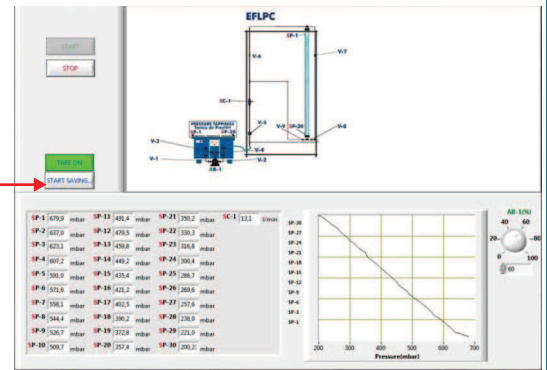 EFLPC
START
STOP
SP-1
V-6
V-7
SC-1
V-5
V-9
SP-30
V-8
PRESSURE TAPPINGS
Tomas de Presión
SP-1 SP-30
V-3
V-4
V-1
V-2
AB-1
TARE ON
START SAVING...
SP-1 679,9 mbar SP-11 491,4 mbar SP-21 350,2 mbar SC-1 13,1 l/min
SP-2 637,0 mbar SP-12 479,5 mbar SP-22 330,3 mbar
SP-3 623,1 mbar SP-13 459,8 mbar SP-23 316,8 mbar
SP-4 607,2 mbar SP-14 449,2 mbar SP-24 300,4 mbar
SP-5 591,0 mbar SP-15 435,4 mbar SP-25 286,7 mbar
SP-6 571,6 mbar SP-16 421,2 mbar SP-26 269,6 mbar
SP-7 558,1 mbar SP-17 402,5 mbar SP-27 257,6 mbar
SP-8 544,4 mbar SP-18 390,2 mbar SP-28 238,9 mbar
SP-9 526,7 mbar SP-19 372,8 mbar SP-29 221,0 mbar
SP-10 509,7 mbar SP-20 357,4 mbar SP-30 200,2 mbar
SP-30
SP-27
SP-24
SP-21
SP-18
SP-15
SP-12
SP-9
SP-6
SP-3
SP-1
200 300 400 500 600 700
Pressure(mbar)
AB-1(%)
40 60
20 80
0 100
60